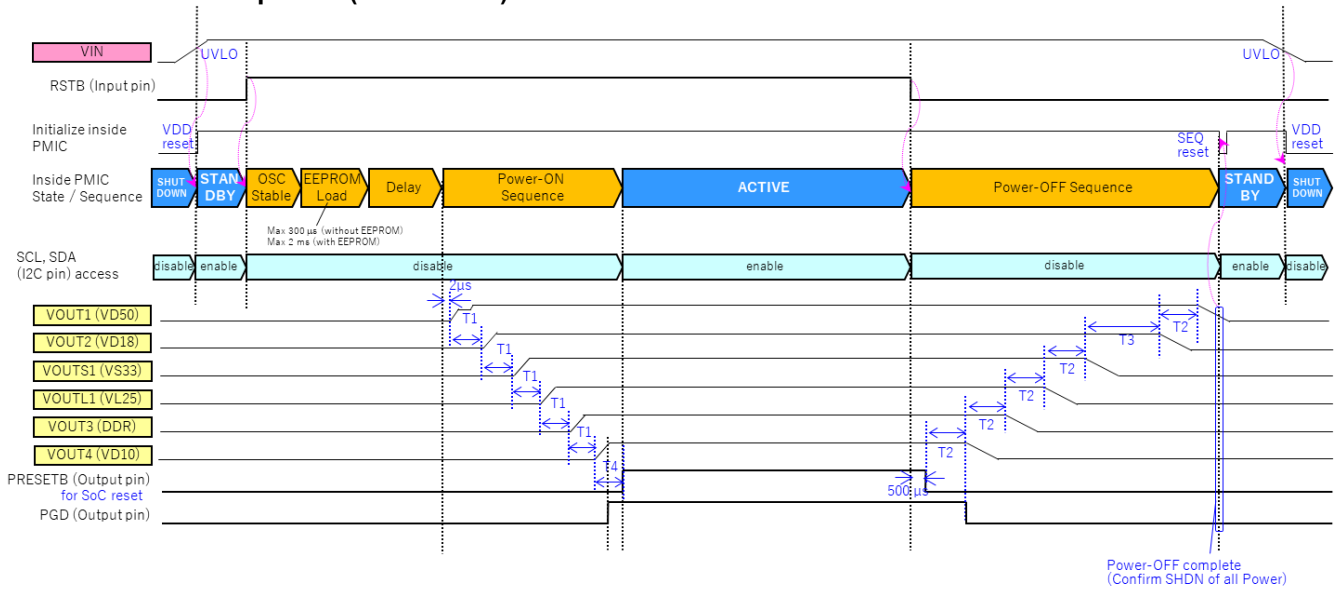 VIN
UVLO
UVLO
RSTB (Input pin)
Initialize inside
PMIC
VDD
reset
SEQ
reset
VDD
reset
Inside PMIC
State / Sequence
SHUT
DOWN
STAN
DBY
OSC
Stable
EEPROM
Load
Delay
Power-ON
Sequence
ACTIVE
Power-OFF Sequence
STAND
BY
SHUT
DOWN
Max 300 µs (without EEPROM)
Max 2 ms (with EEPROM)
SCL, SDA
(I2C pin) access
disable
enable
disable
enable
disable
enable
disable
2µs
VOUT1 (VD50)
T1
T2
VOUT2 (VD18)
T1
T3
VOUTS1 (VS33)
T1
T2
VOUTL1 (VL25)
T1
T2
VOUT3 (DDR)
T1
T2
VOUT4 (VD10)
T4
T2
PRESETB (Output pin)
for SoC reset
500 µs
PGD (Output pin)
Power-OFF complete
(Confirm SHDN of all Power)